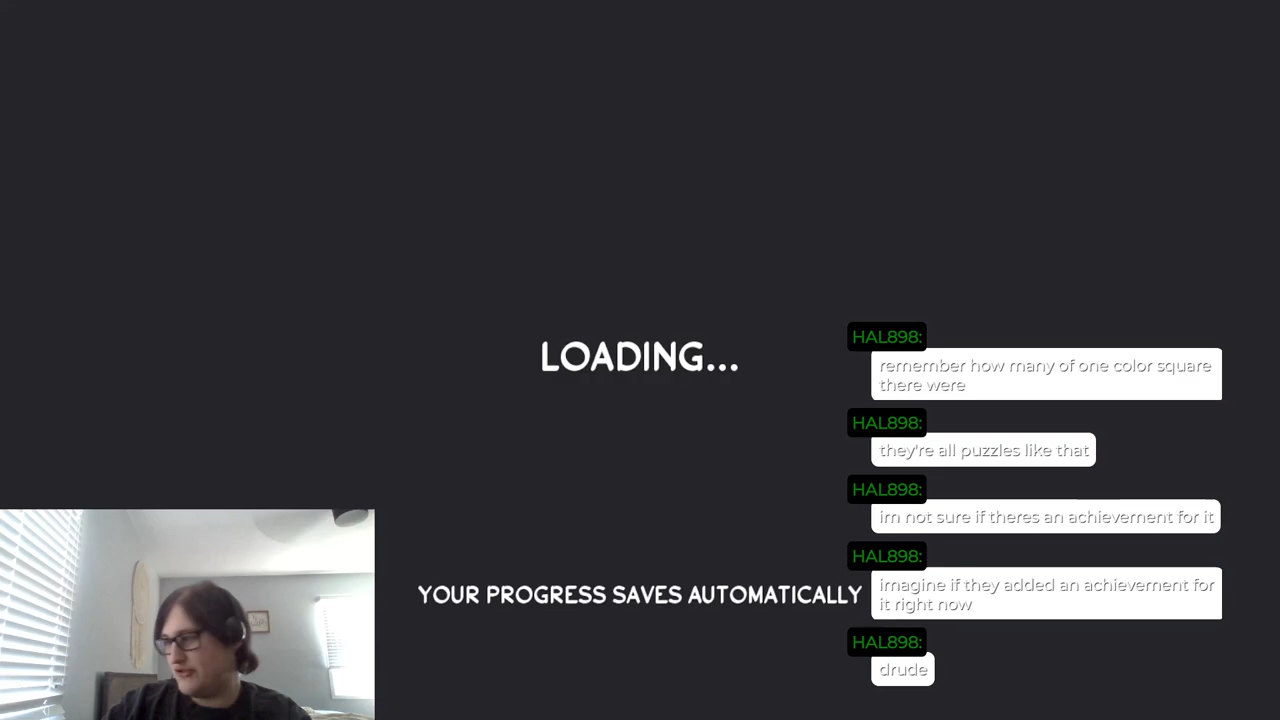 LOADING...
YOUR PROGRESS SAVES AUTOMATICALLY
HAL898:
remember how many of one color square
there were
HAL898:
they're all puzzles like that
HAL898:
im not sure if theres an achievement for it
HAL898:
imagine if they added an achievement for
it right now
HAL898:
drude